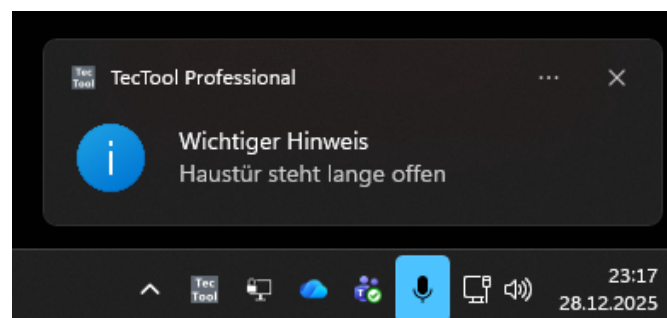 Tec
Tool
TecTool Professional
Wichtiger Hinweis
Haustür steht lange offen
Tec
Tool
23:17
28.12.2025